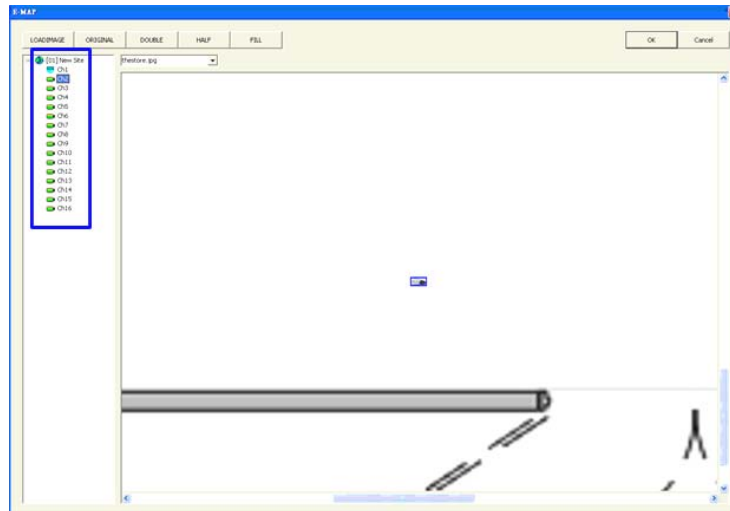 E-MAP
LOADIMAGE ORIGINAL DOUBLE HALF FILL OK Cancel
[01] New Site
thestore.jpg
Ch1
Ch2
Ch3
Ch4
Ch5
Ch6
Ch7
Ch8
Ch9
Ch10
Ch11
Ch12
Ch13
Ch14
Ch15
Ch16